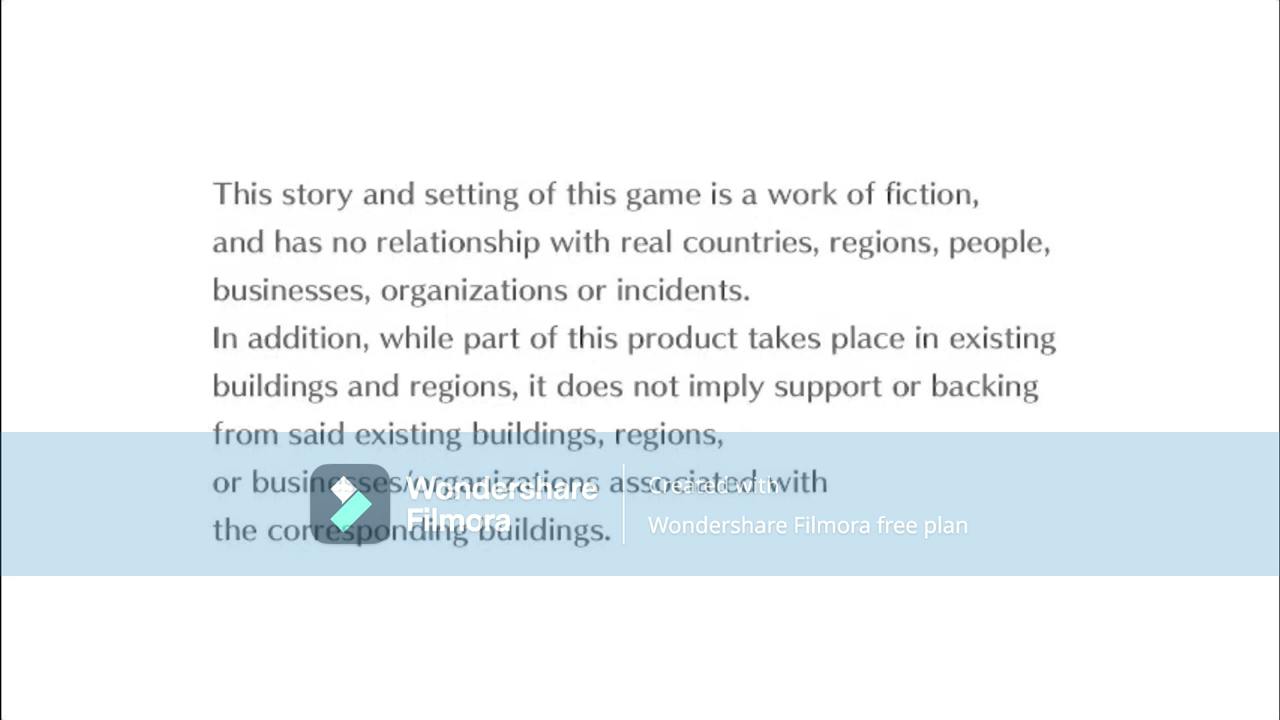 This story and setting of this game is a work of fiction,
and has no relationship with real countries, regions, people,
businesses, organizations or incidents.
In addition, while part of this product takes place in existing
buildings and regions, it does not imply support or backing
from said existing buildings, regions,
or businesses/organizations associated with
the corresponding buildings.
Wondershare
Filmora
Created with
Wondershare Filmora free plan